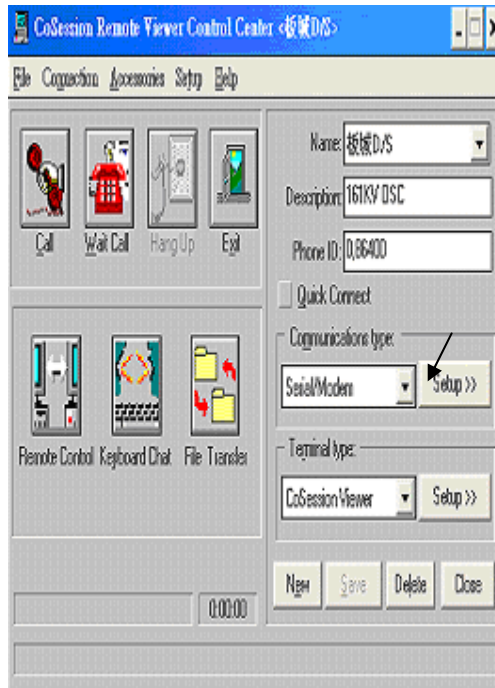 CoSession Remote Viewer Control Center <板城D/S>
File Connection Accessories Setup Help
Call Wait Call Hang Up Exit
Remote Control Keyboard Chat File Transfer
0:00:00
Name: 板城D/S
Description: 161KV DSC
Phone ID: 0,86400
Quick Connect
Communications type:
Serial/Modem Setup >>
Terminal type:
CoSession Viewer Setup >>
New Save Delete Close